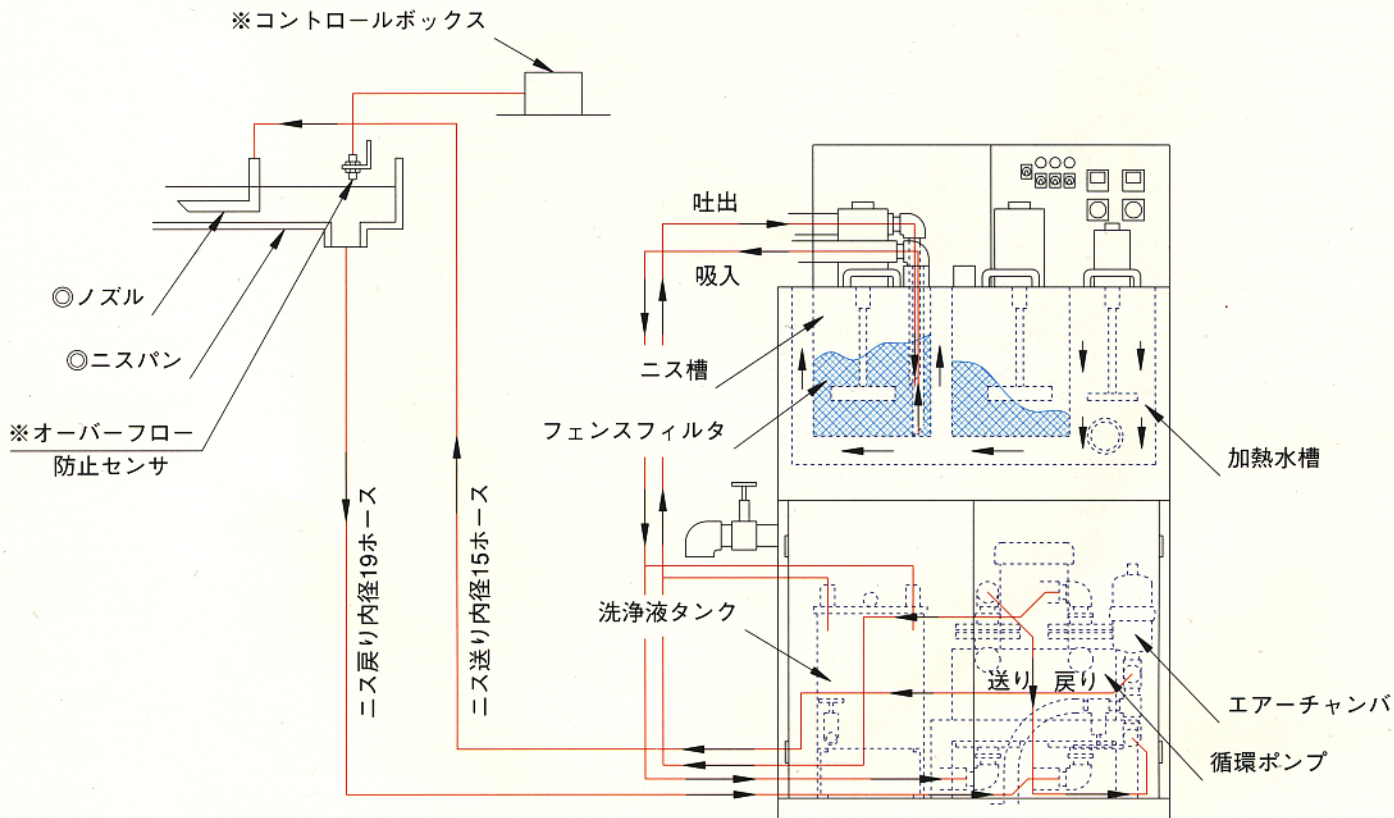 ※コントロールボックス
吐出
吸入
◎ノズル
◎ニスパン
ニス槽
※オーバーフロー
防止センサ
フェンスフィルタ
加熱水槽
ニス戻り内径19ホース
ニス送り内径15ホース
洗浄液タンク
送り
戻り
エアーチャンバ
循環ポンプ